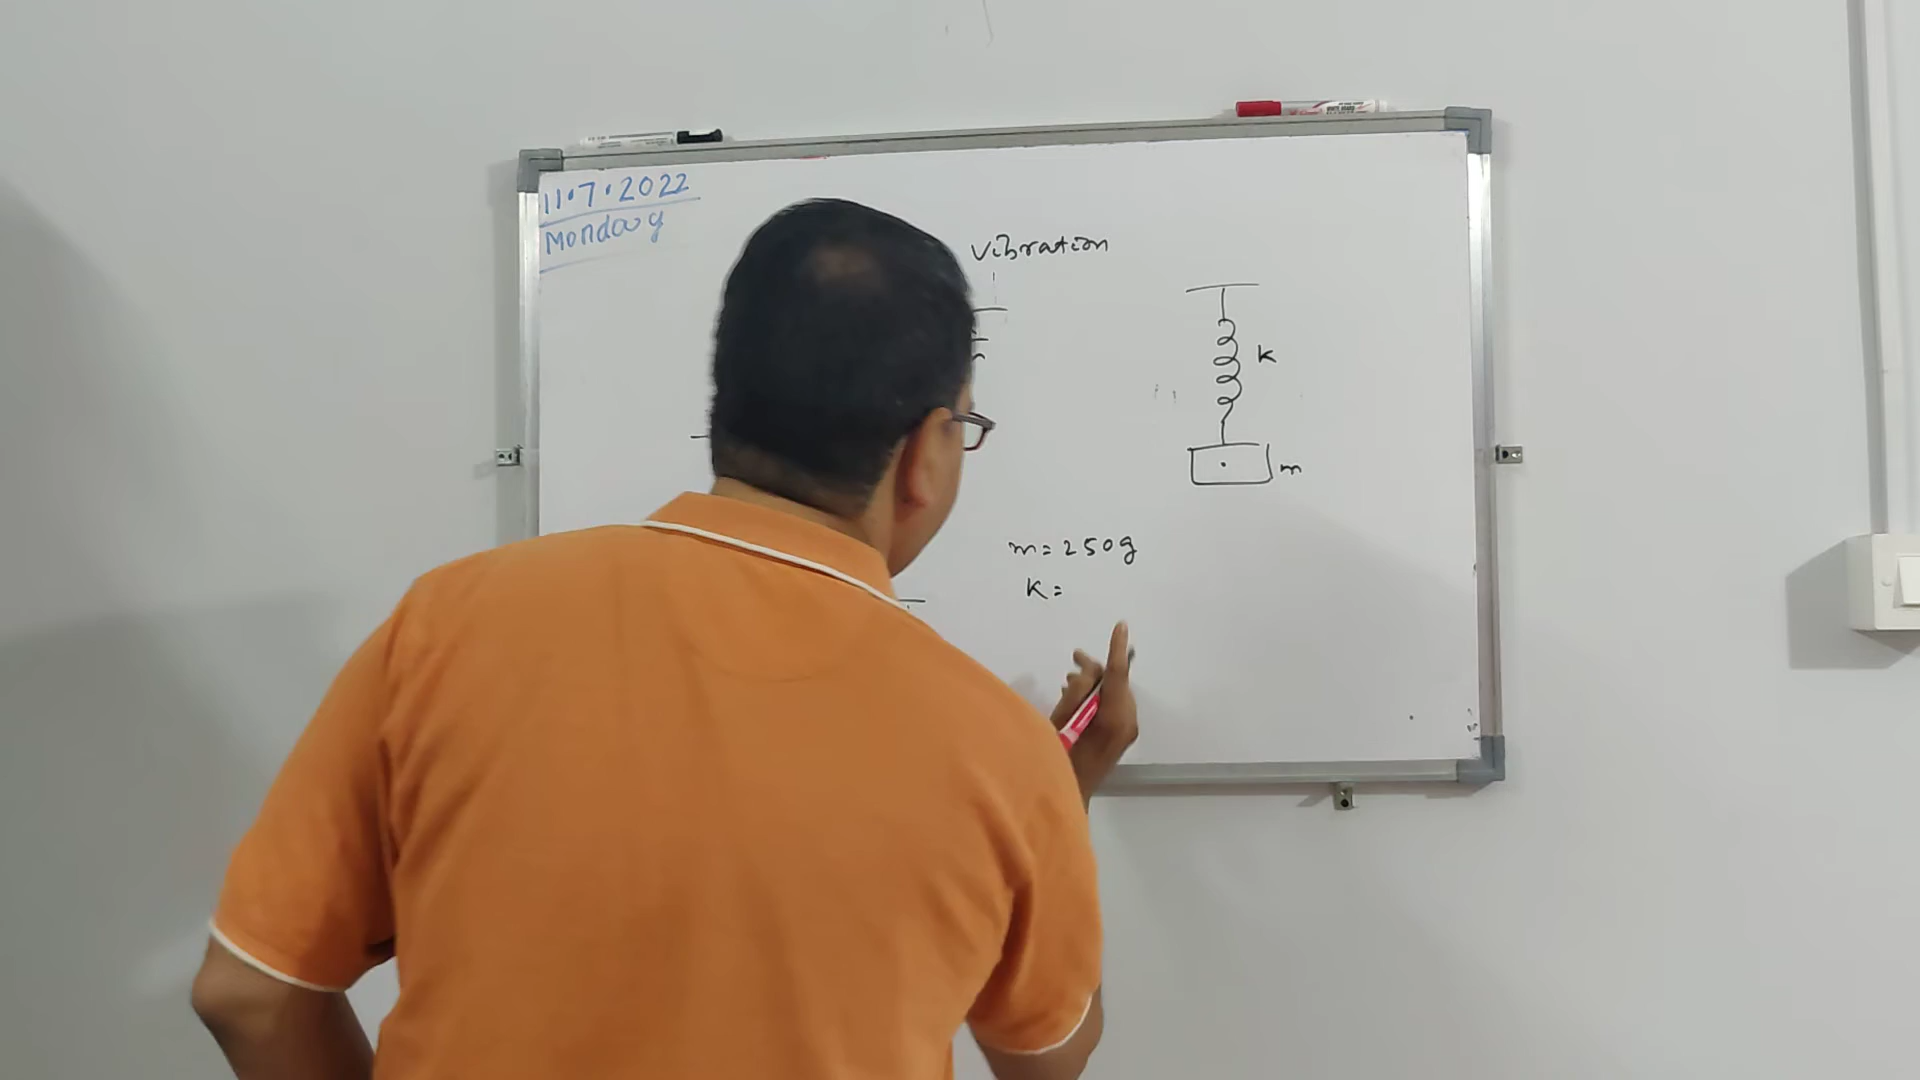 11.7.2022
Monday
Vibration
K
m
m = 250g
K =